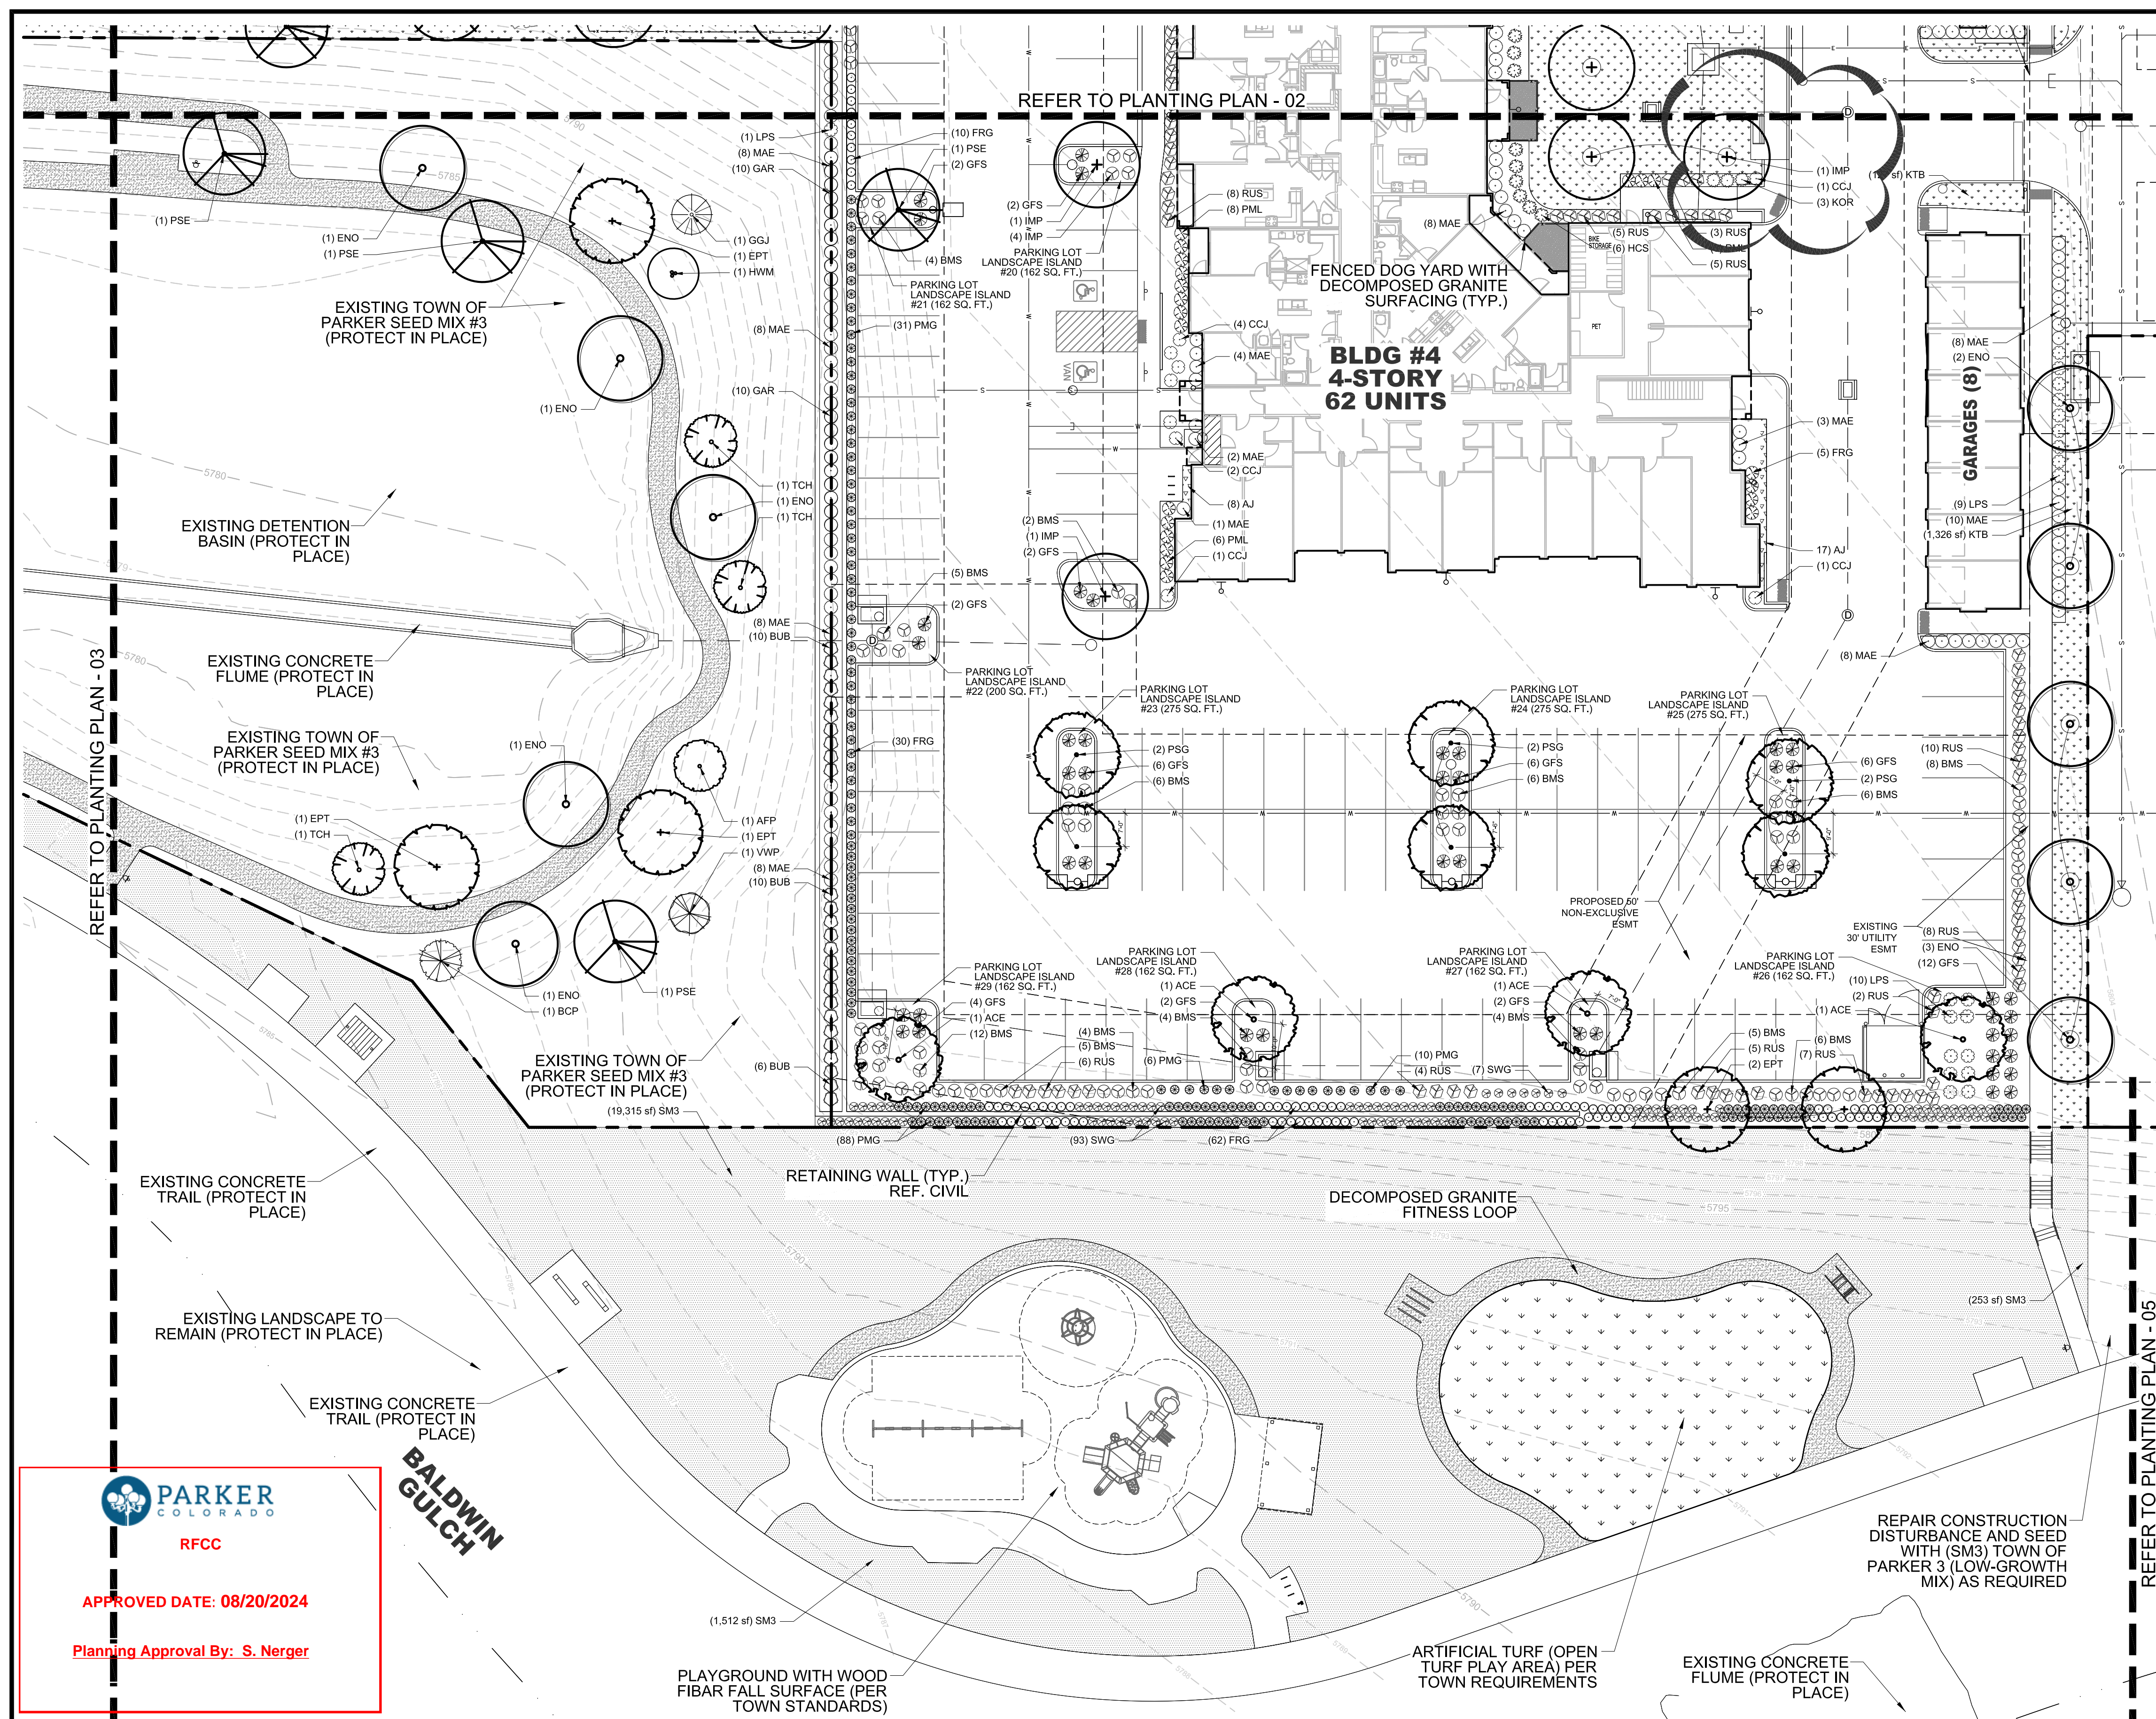 REFER TO PLANTING PLAN - 02
(1) LPS
(8) MAE
(10) GAR
(10) FRG
(1) PSE
(2) GFS
(2) GFS
(1) IMP
(4) IMP
PARKING LOT
LANDSCAPE ISLAND
#20 (162 SQ. FT.)
(4) BMS
PARKING LOT
LANDSCAPE ISLAND
#21 (162 SQ. FT.)
(8) RUS
(8) PML
(8) MAE
(5) RUS
(6) HCS
BIKE
STORAGE
(3) RUS
(5) RUS
(1) IMP
(1) CCJ
(3) KOR
sf) KTB
5790
5785
(1) PSE
(1) ENO
(1) PSE
(1) GGJ
(1) EPT
(1) HWM
EXISTING TOWN OF
PARKER SEED MIX #3
(PROTECT IN PLACE)
(8) MAE
(31) PMG
(1) ENO
(10) GAR
FENCED DOG YARD WITH
DECOMPOSED GRANITE
SURFACING (TYP.)
PET
VAN
(4) CCJ
(4) MAE
BLDG #4
4-STORY
62 UNITS
GARAGES (8)
(8) MAE
(2) ENO
(3) MAE
(5) FRG
(2) MAE
(2) CCJ
(8) AJ
(1) MAE
(6) PML
(1) CCJ
(9) LPS
(10) MAE
(1,326 sf) KTB
17) AJ
(1) CCJ
5780
EXISTING DETENTION
BASIN (PROTECT IN
PLACE)
(1) TCH
(1) ENO
(1) TCH
(2) BMS
(1) IMP
(2) GFS
(5) BMS
(2) GFS
(8) MAE
(10) BUB
5779
5780
EXISTING CONCRETE
FLUME (PROTECT IN
PLACE)
REFER TO PLANTING PLAN - 03
PARKING LOT
LANDSCAPE ISLAND
#22 (200 SQ. FT.)
(8) MAE
PARKING LOT
LANDSCAPE ISLAND
#23 (275 SQ. FT.)
PARKING LOT
LANDSCAPE ISLAND
#24 (275 SQ. FT.)
PARKING LOT
LANDSCAPE ISLAND
#25 (275 SQ. FT.)
EXISTING TOWN OF
PARKER SEED MIX #3
(PROTECT IN PLACE)
(1) ENO
(30) FRG
(2) PSG
(6) GFS
(6) BMS
(2) PSG
(6) GFS
(6) BMS
(6) GFS
(2) PSG
(6) BMS
(10) RUS
(8) BMS
(1) EPT
(1) TCH
(1) AFP
(1) EPT
(1) VWP
(8) MAE
(10) BUB
PROPOSED 50'
NON-EXCLUSIVE
ESMT
EXISTING
30' UTILITY
ESMT
(8) RUS
(3) ENO
(12) GFS
(1) ENO
(1) BCP
(1) PSE
PARKING LOT
LANDSCAPE ISLAND
#29 (162 SQ. FT.)
(4) GFS
(1) ACE
(12) BMS
PARKING LOT
LANDSCAPE ISLAND
#28 (162 SQ. FT.)
(1) ACE
(2) GFS
(4) BMS
PARKING LOT
LANDSCAPE ISLAND
#27 (162 SQ. FT.)
(1) ACE
(2) GFS
(4) BMS
PARKING LOT
LANDSCAPE ISLAND
#26 (162 SQ. FT.)
(10) LPS
(2) RUS
(1) ACE
(4) BMS
(5) BMS
(6) RUS
(6) PMG
(10) PMG
(4) RUS
(7) SWG
(5) BMS
(5) RUS
(2) EPT
(6) BMS
(7) RUS
EXISTING TOWN OF
PARKER SEED MIX #3
(PROTECT IN PLACE)
(6) BUB
(19,315 sf) SM3
(88) PMG
(93) SWG
(62) FRG
RETAINING WALL (TYP.)
REF. CIVIL
EXISTING CONCRETE
TRAIL (PROTECT IN
PLACE)
DECOMPOSED GRANITE
FITNESS LOOP
5795
5790
(253 sf) SM3
EXISTING LANDSCAPE TO
REMAIN (PROTECT IN PLACE)
EXISTING CONCRETE
TRAIL (PROTECT IN
PLACE)
BALDWIN
GULCH
REFER TO PLANTING PLAN - 05
PARKER
COLORADO
RFCC
APPROVED DATE: 08/20/2024
Planning Approval By: S. Nerger
(1,512 sf) SM3
5790
PLAYGROUND WITH WOOD
FIBAR FALL SURFACE (PER
TOWN STANDARDS)
ARTIFICIAL TURF (OPEN
TURF PLAY AREA) PER
TOWN REQUIREMENTS
REPAIR CONSTRUCTION
DISTURBANCE AND SEED
WITH (SM3) TOWN OF
PARKER 3 (LOW-GROWTH
MIX) AS REQUIRED
EXISTING CONCRETE
FLUME (PROTECT IN
PLACE)